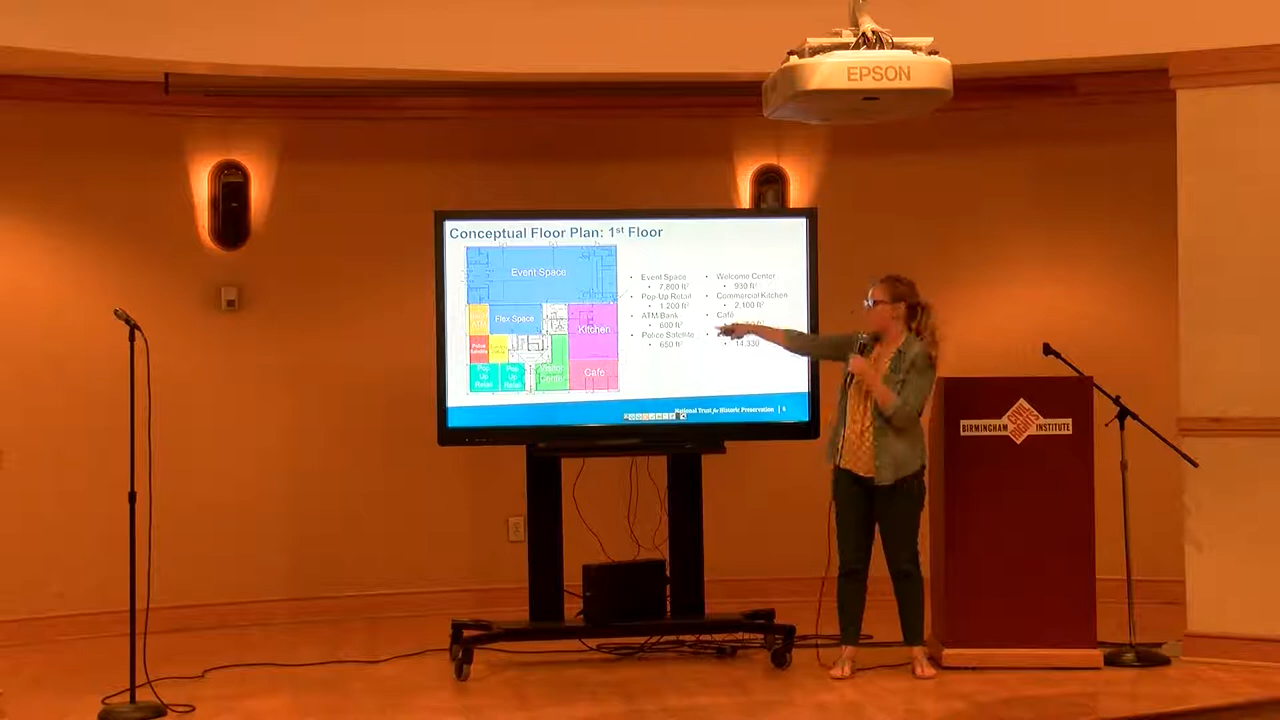 EPSON
Conceptual Floor Plan: 1st Floor
Event Space
Flex Space
Kitchen
Police
Satellite
Pop
Up
Retail
Pop
Up
Retail
Visitor
Center
Cafe
• Event Space
• 7,800 ft²
• Pop-Up Retail
• 1,200 ft²
• ATM/Bank
• 600 ft²
• Police Satellite
• 650 ft²
• Welcome Center
• 930 ft²
• Commercial Kitchen
• 2,100 ft²
• Café
14,330
National Trust for Historic Preservation | 6
BIRMINGHAM CIVIL RIGHTS INSTITUTE